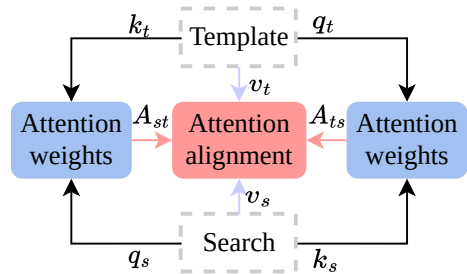 k_t
Template
q_t
v_t
Attention
weights
A_st
Attention
alignment
A_ts
Attention
weights
v_s
q_s
Search
k_s